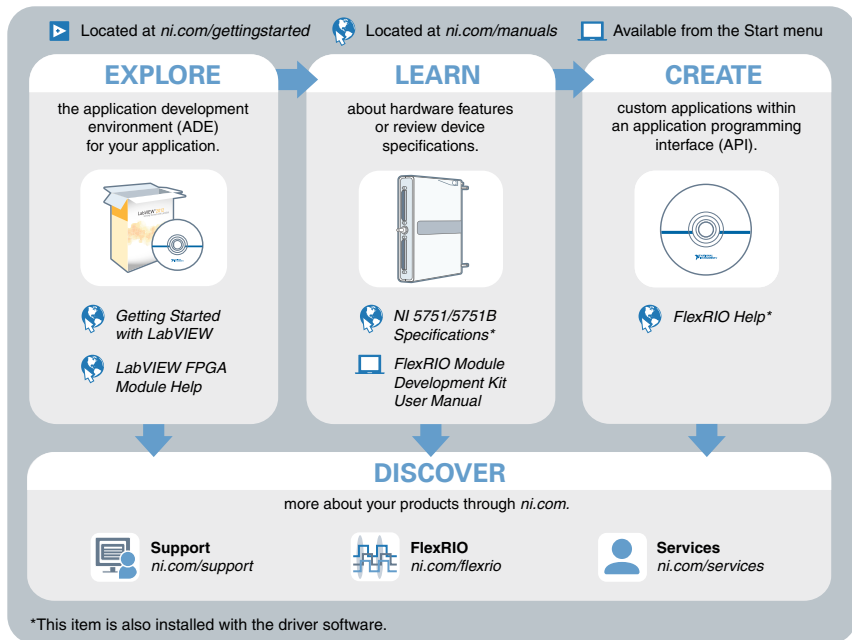 Located at ni.com/gettingstarted
Located at ni.com/manuals
Available from the Start menu
EXPLORE
the application development
environment (ADE)
for your application.
LabVIEW
Getting Started
with LabVIEW
LabVIEW FPGA
Module Help
LEARN
about hardware features
or review device
specifications.
NI 5751/5751B
Specifications*
FlexRIO Module
Development Kit
User Manual
CREATE
custom applications within
an application programming
interface (API).
FlexRIO Help*
DISCOVER
more about your products through ni.com.
Support
ni.com/support
FlexRIO
ni.com/flexrio
Services
ni.com/services
*This item is also installed with the driver software.